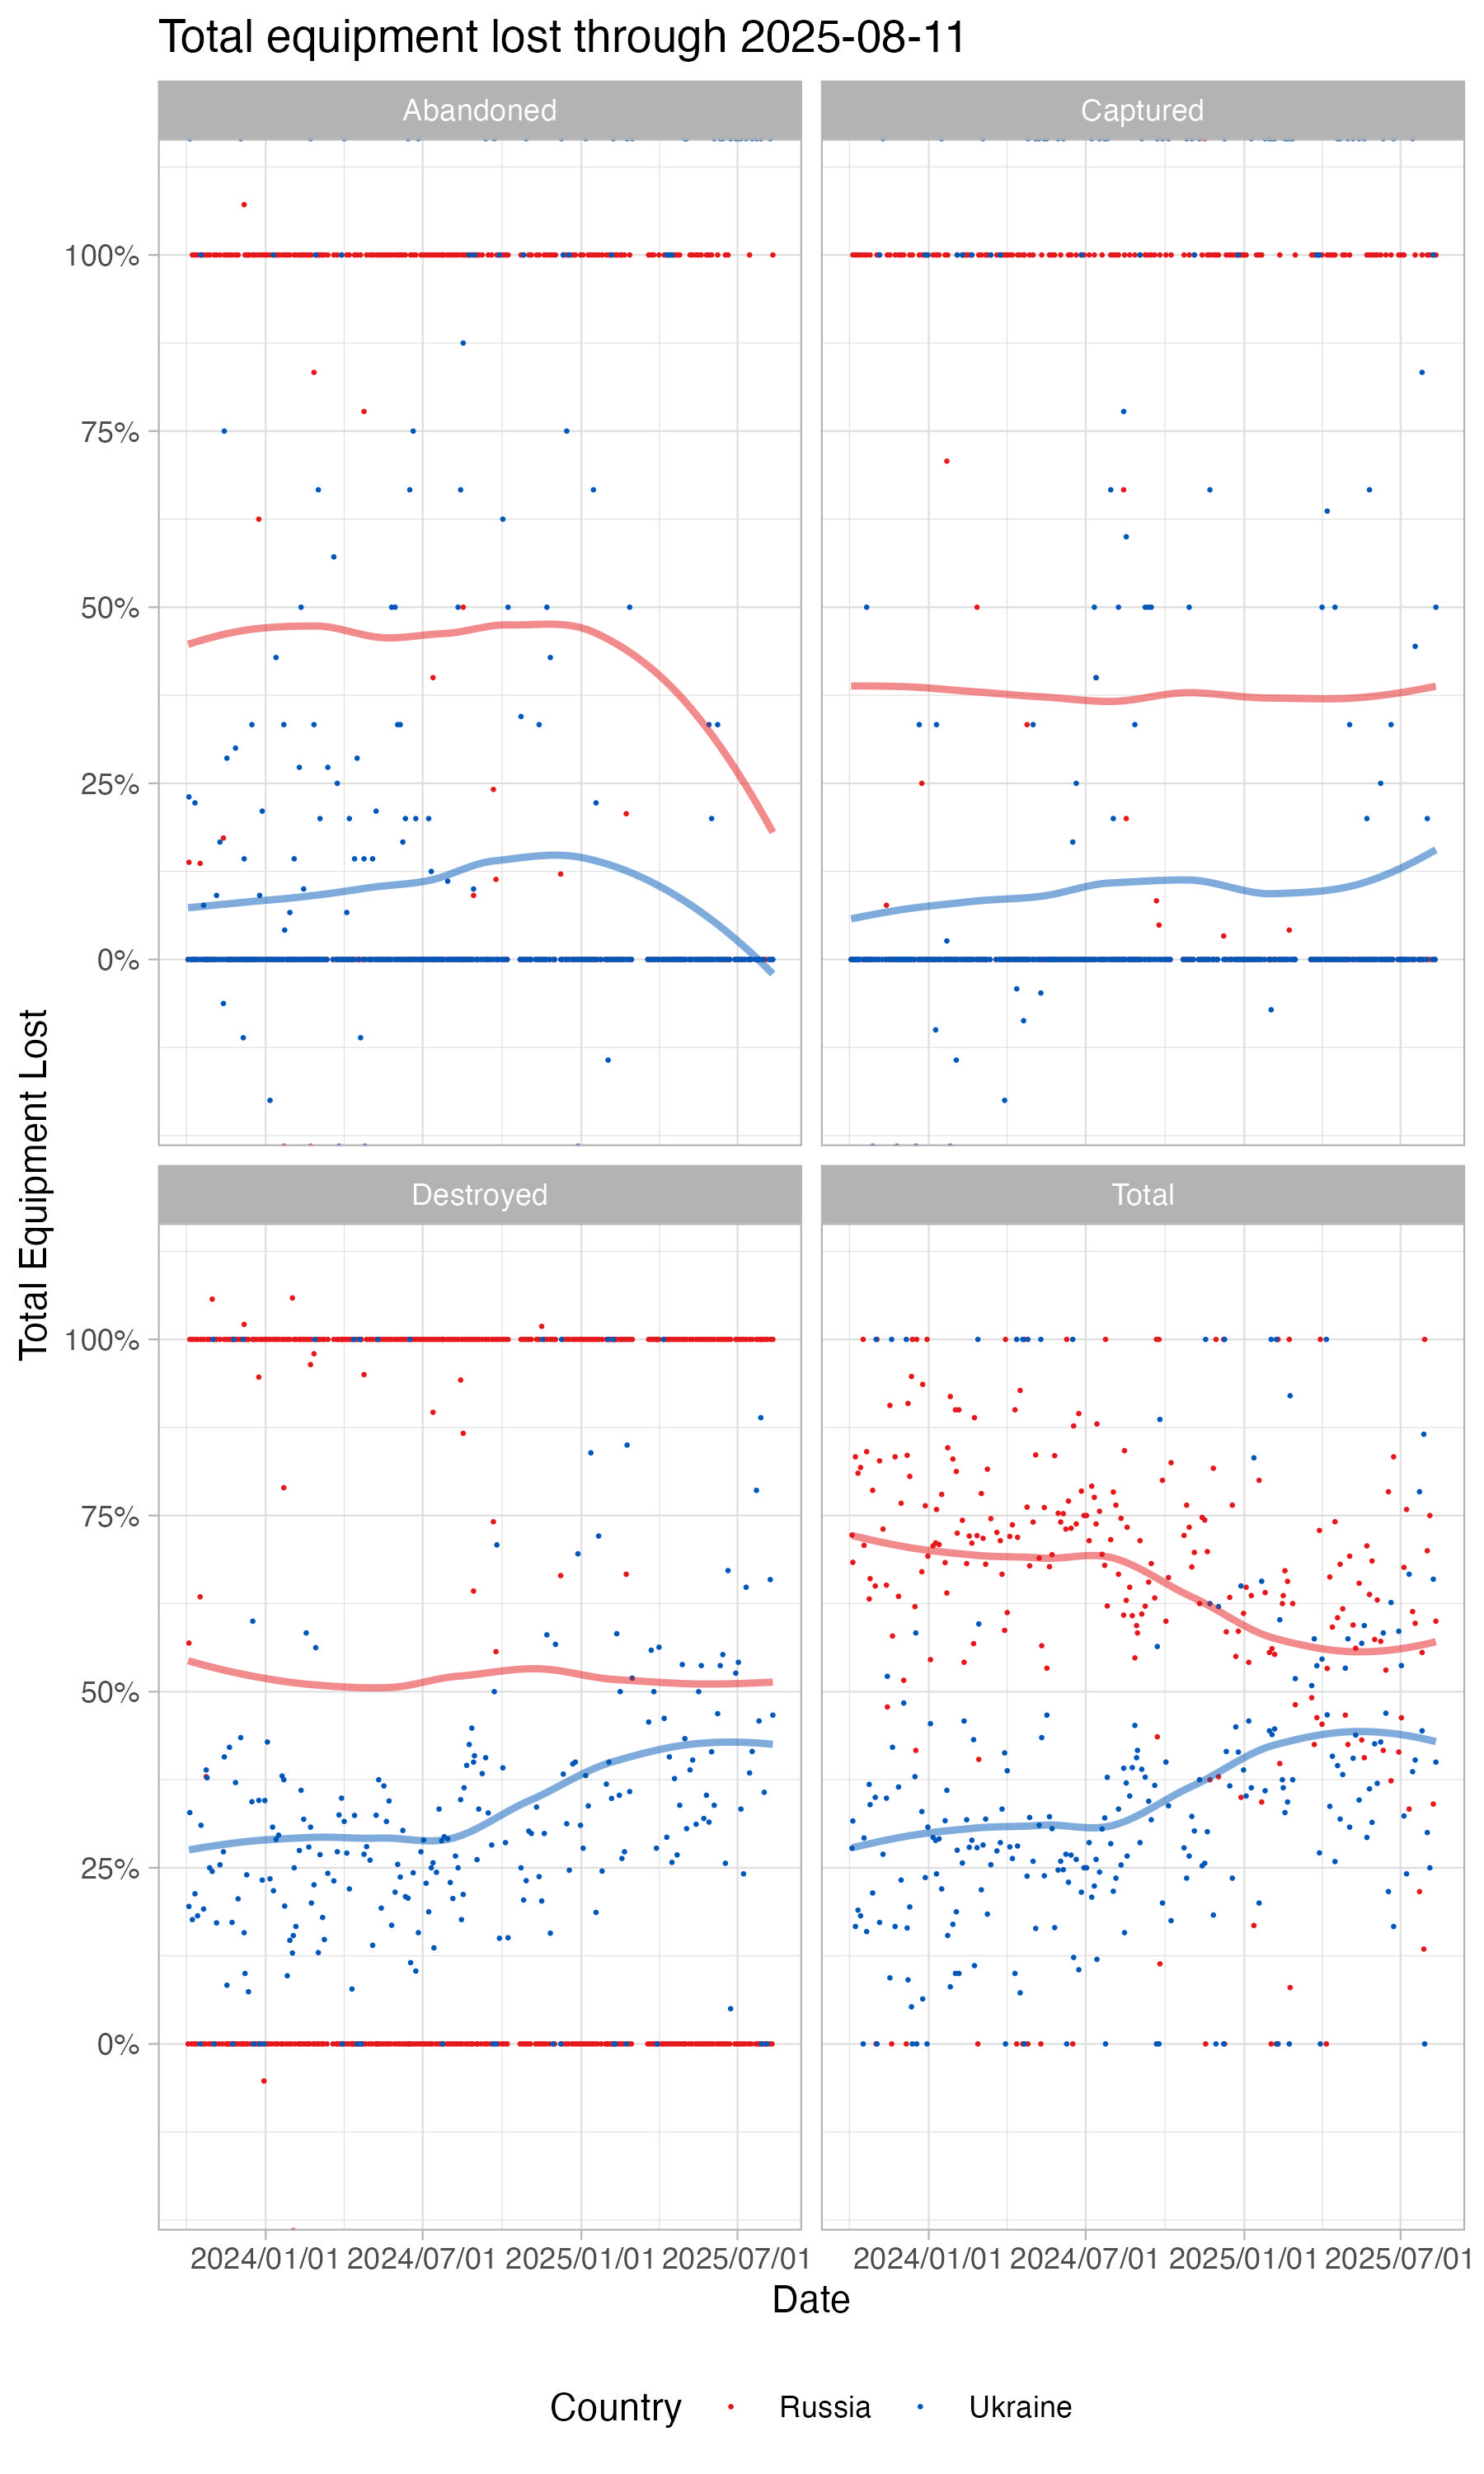 Total equipment lost through 2025-08-11
Abandoned
Captured
100%
75%
50%
25%
0%
Total Equipment Lost
Destroyed
Total
100%
75%
50%
25%
0%
2024/01/01 2024/07/01 2025/01/01 2025/07/01
2024/01/01 2024/07/01 2025/01/01 2025/07/01
Date
Country Russia Ukraine